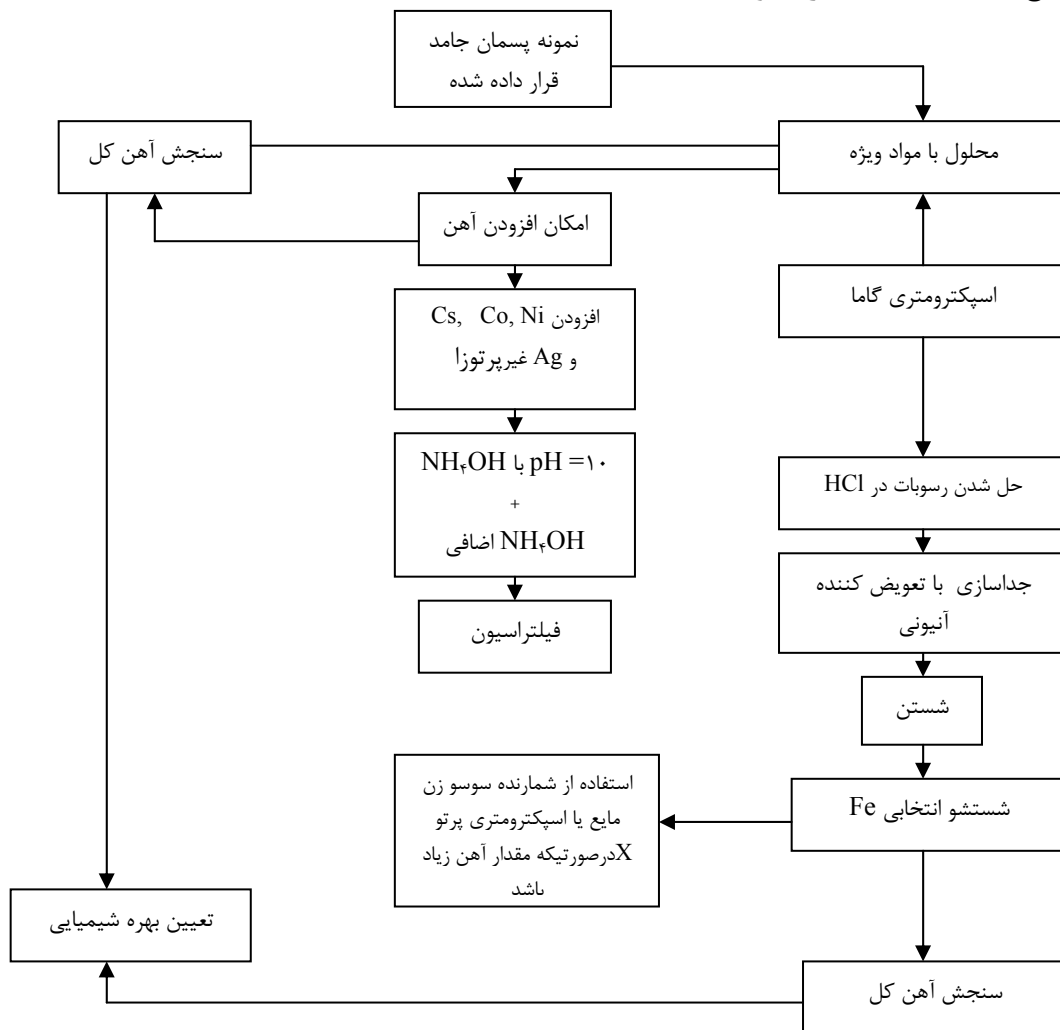 نمونه پسمان جامد
قرار داده شده
محلول با مواد ویژه
سنجش آهن کل
امکان افزودن آهن
اسپکترومتری گاما
افزودن Cs, Co, Ni
و Ag غیرپرتوزا
pH =۱۰ با NH۴OH
+
NH۴OH اضافی
فیلتراسیون
حل شدن رسوبات در HCl
جداسازی با تعویض کننده
آنیونی
شستن
شستشو انتخابی Fe
استفاده از شمارنده سوسو زن
مایع یا اسپکترومتری پرتو
Xدرصورتیکه مقدار آهن زیاد
باشد
تعیین بهره شیمیایی
سنجش آهن کل